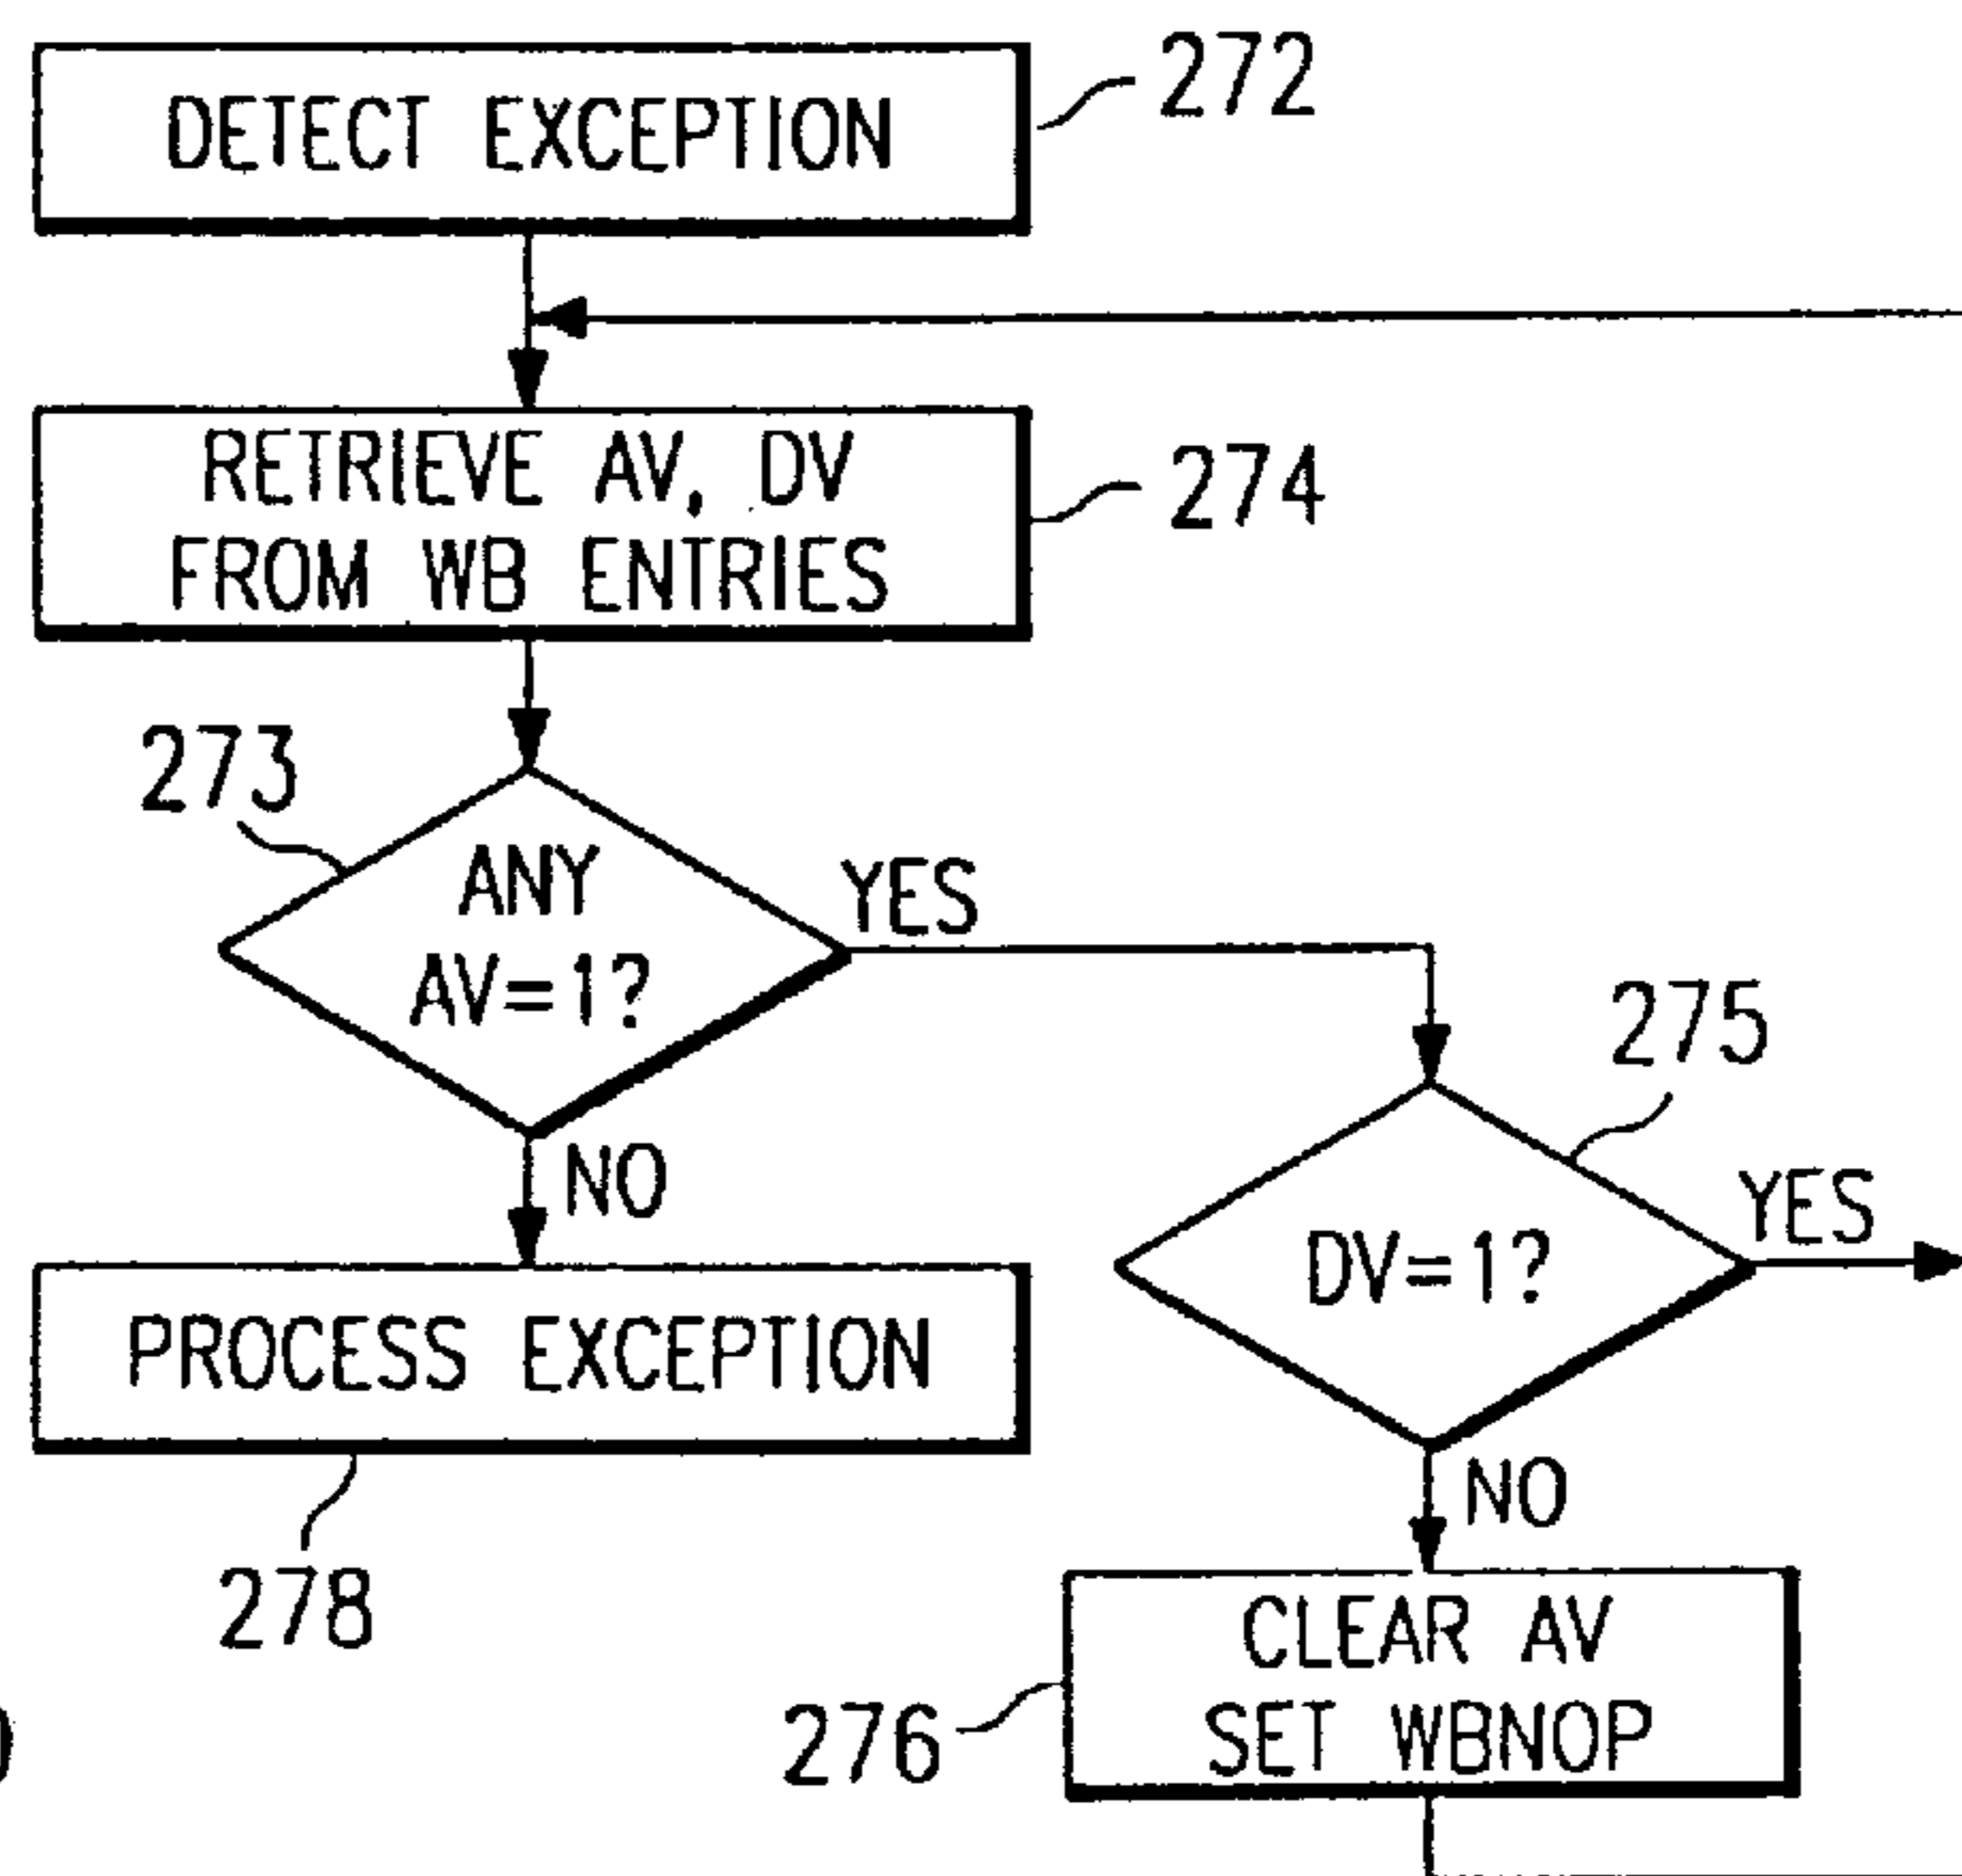 DETECT EXCEPTION
272
RETRIEVE AV, DV
FROM WB ENTRIES
274
273
ANY
AV=1?
YES
NO
275
DV=1?
YES
NO
PROCESS EXCEPTION
278
CLEAR AV
SET WBNOP
276